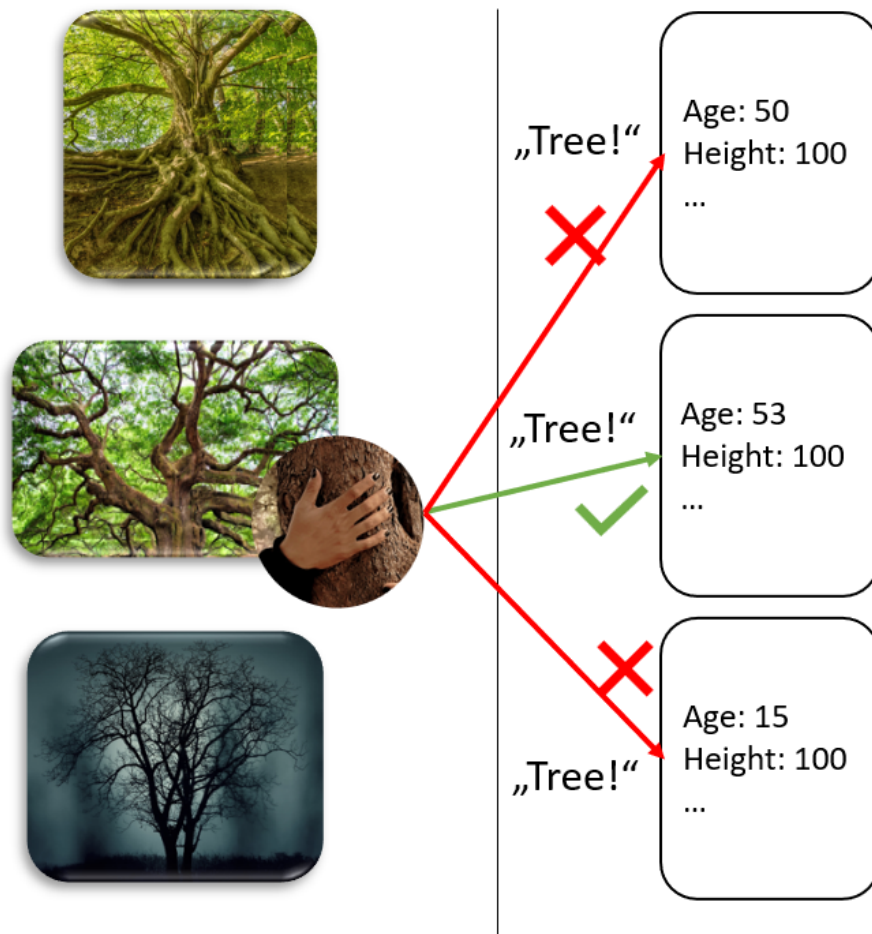 „Tree!“
Age: 50
Height: 100
...
„Tree!“
Age: 53
Height: 100
...
„Tree!“
Age: 15
Height: 100
...